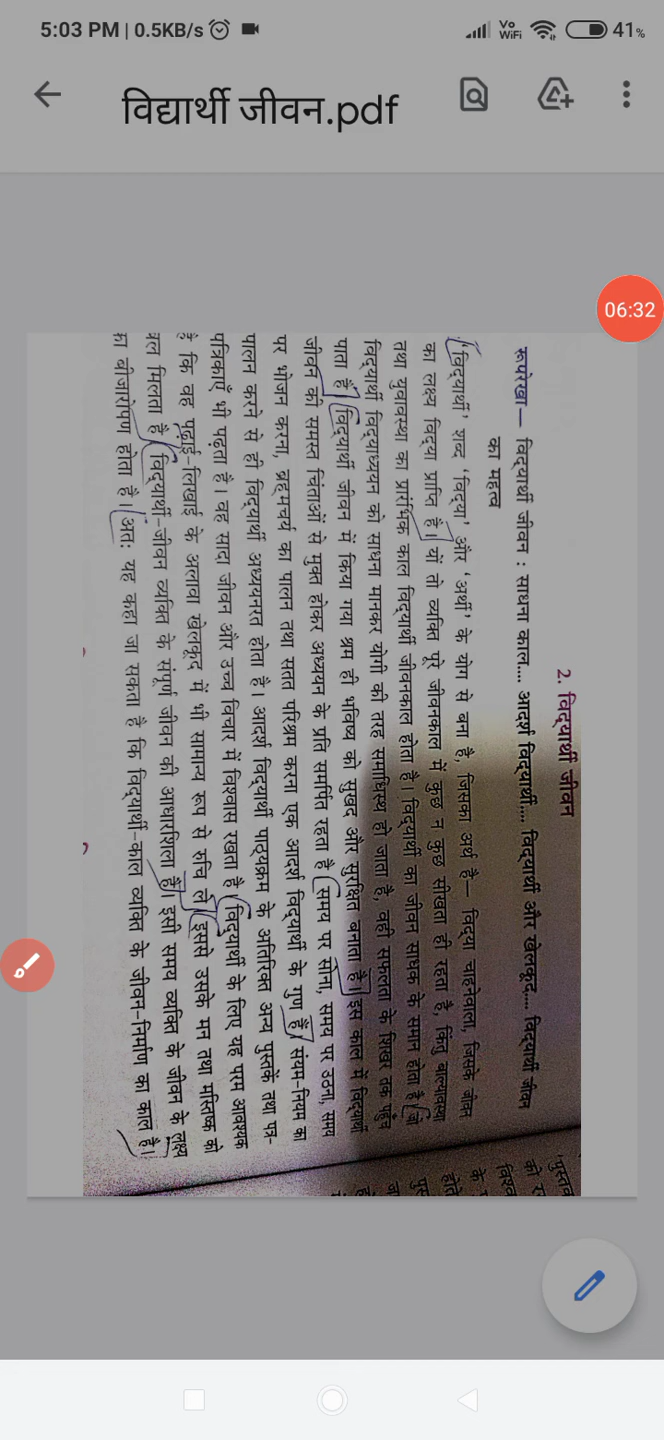 5:03 PM | 0.5KB/s
Vo
WiFi
41%
विद्यार्थी जीवन.pdf
06:32
2. विद्यार्थी जीवन
रूपरेखा— विद्यार्थी जीवन : साधना काल.... आदर्श विद्यार्थी.... विद्यार्थी और खेलकूद.... विद्यार्थी जीवन
का महत्व
'विद्यार्थी' शब्द 'विद्या' और 'अर्थी' के योग से बना है, जिसका अर्थ है— विद्या चाहनेवाला, जिसके जीवन
का लक्ष्य विद्या प्राप्ति है। यों तो व्यक्ति पूरे जीवनकाल में कुछ न कुछ सीखता ही रहता है, किंतु बाल्यावस्था
तथा युवावस्था का प्रारंभिक काल विद्यार्थी जीवनकाल होता है। विद्यार्थी का जीवन साधक के समान होता है। जो
विद्यार्थी विद्याध्ययन को साधना मानकर योगी की तरह समाधिस्थ हो जाता है, वही सफलता के शिखर तक पहुँच
पाता है। विद्यार्थी जीवन में किया गया श्रम ही भविष्य को सुखद और सुरक्षित बनाता है। इस काल में विद्यार्थी
जीवन की समस्त चिंताओं से मुक्त होकर अध्ययन के प्रति समर्पित रहता है। समय पर सोना, समय पर उठना, समय
पर भोजन करना, ब्रह्मचर्य का पालन तथा सतत परिश्रम करना एक आदर्श विद्यार्थी के गुण हैं। संयम-नियम का
पालन करने से ही विद्यार्थी अध्ययनरत होता है। आदर्श विद्यार्थी पाठ्यक्रम के अतिरिक्त अन्य पुस्तकें तथा पत्र-
पत्रिकाएँ भी पढ़ता है। वह सादा जीवन और उच्च विचार में विश्वास रखता है। विद्यार्थी के लिए यह परम आवश्यक
है कि वह पढ़ाई-लिखाई के अलावा खेलकूद में भी सामान्य रूप से रुचि ले। इससे उसके मन तथा मस्तिष्क को
बल मिलता है। विद्यार्थी-जीवन व्यक्ति के संपूर्ण जीवन की आधारशिला है। इसी समय व्यक्ति के जीवन के लक्ष्य
का बीजारोपण होता है। अतः यह कहा जा सकता है कि विद्यार्थी-काल व्यक्ति के जीवन-निर्माण का काल है।
'पुस्तक
को
विश्व
के
होते